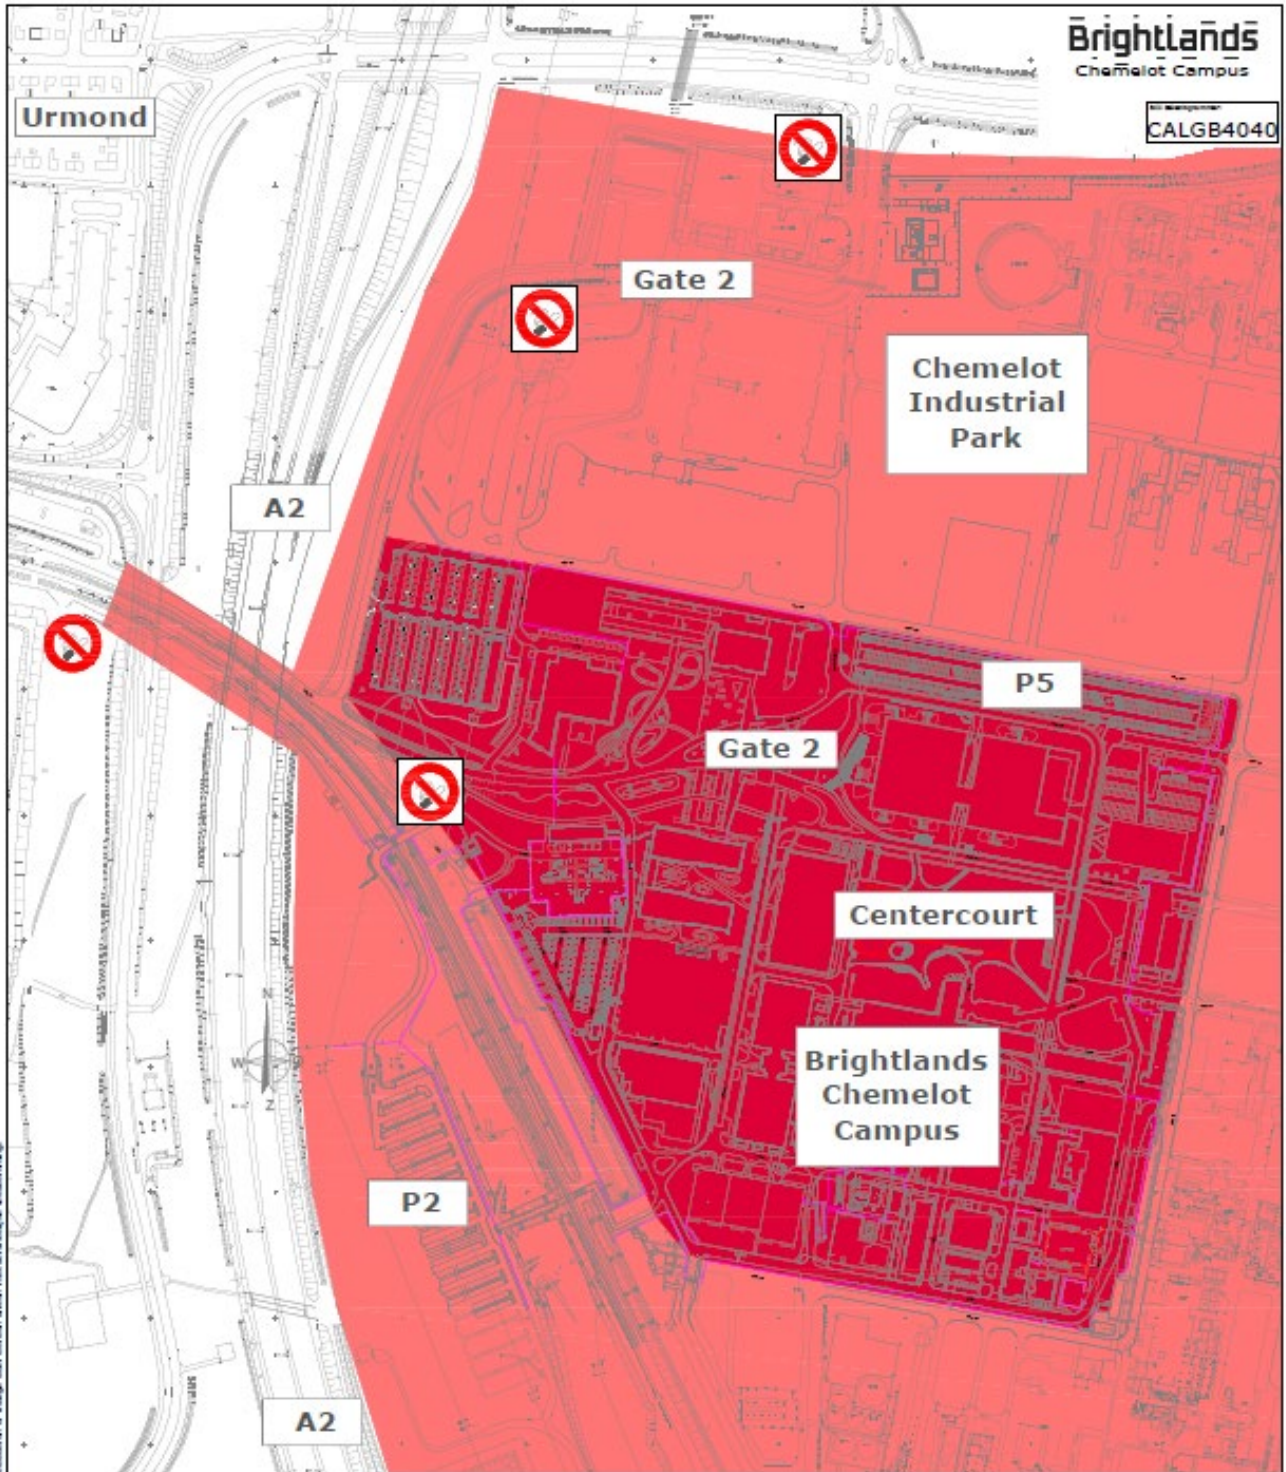 Brightlands
Chemelot Campus
CALGB4040
Urmond
Gate 2
Chemelot
Industrial
Park
A2
P5
Gate 2
Centercourt
Brightlands
Chemelot
Campus
N
W
O
Z
P2
A2